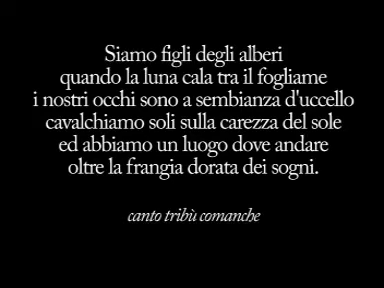 Siamo figli degli alberi
quando la luna cala tra il fogliame
i nostri occhi sono a sembianza d'uccello
cavalchiamo soli sulla carezza del sole
ed abbiamo un luogo dove andare
oltre la frangia dorata dei sogni.
canto tribù comanche